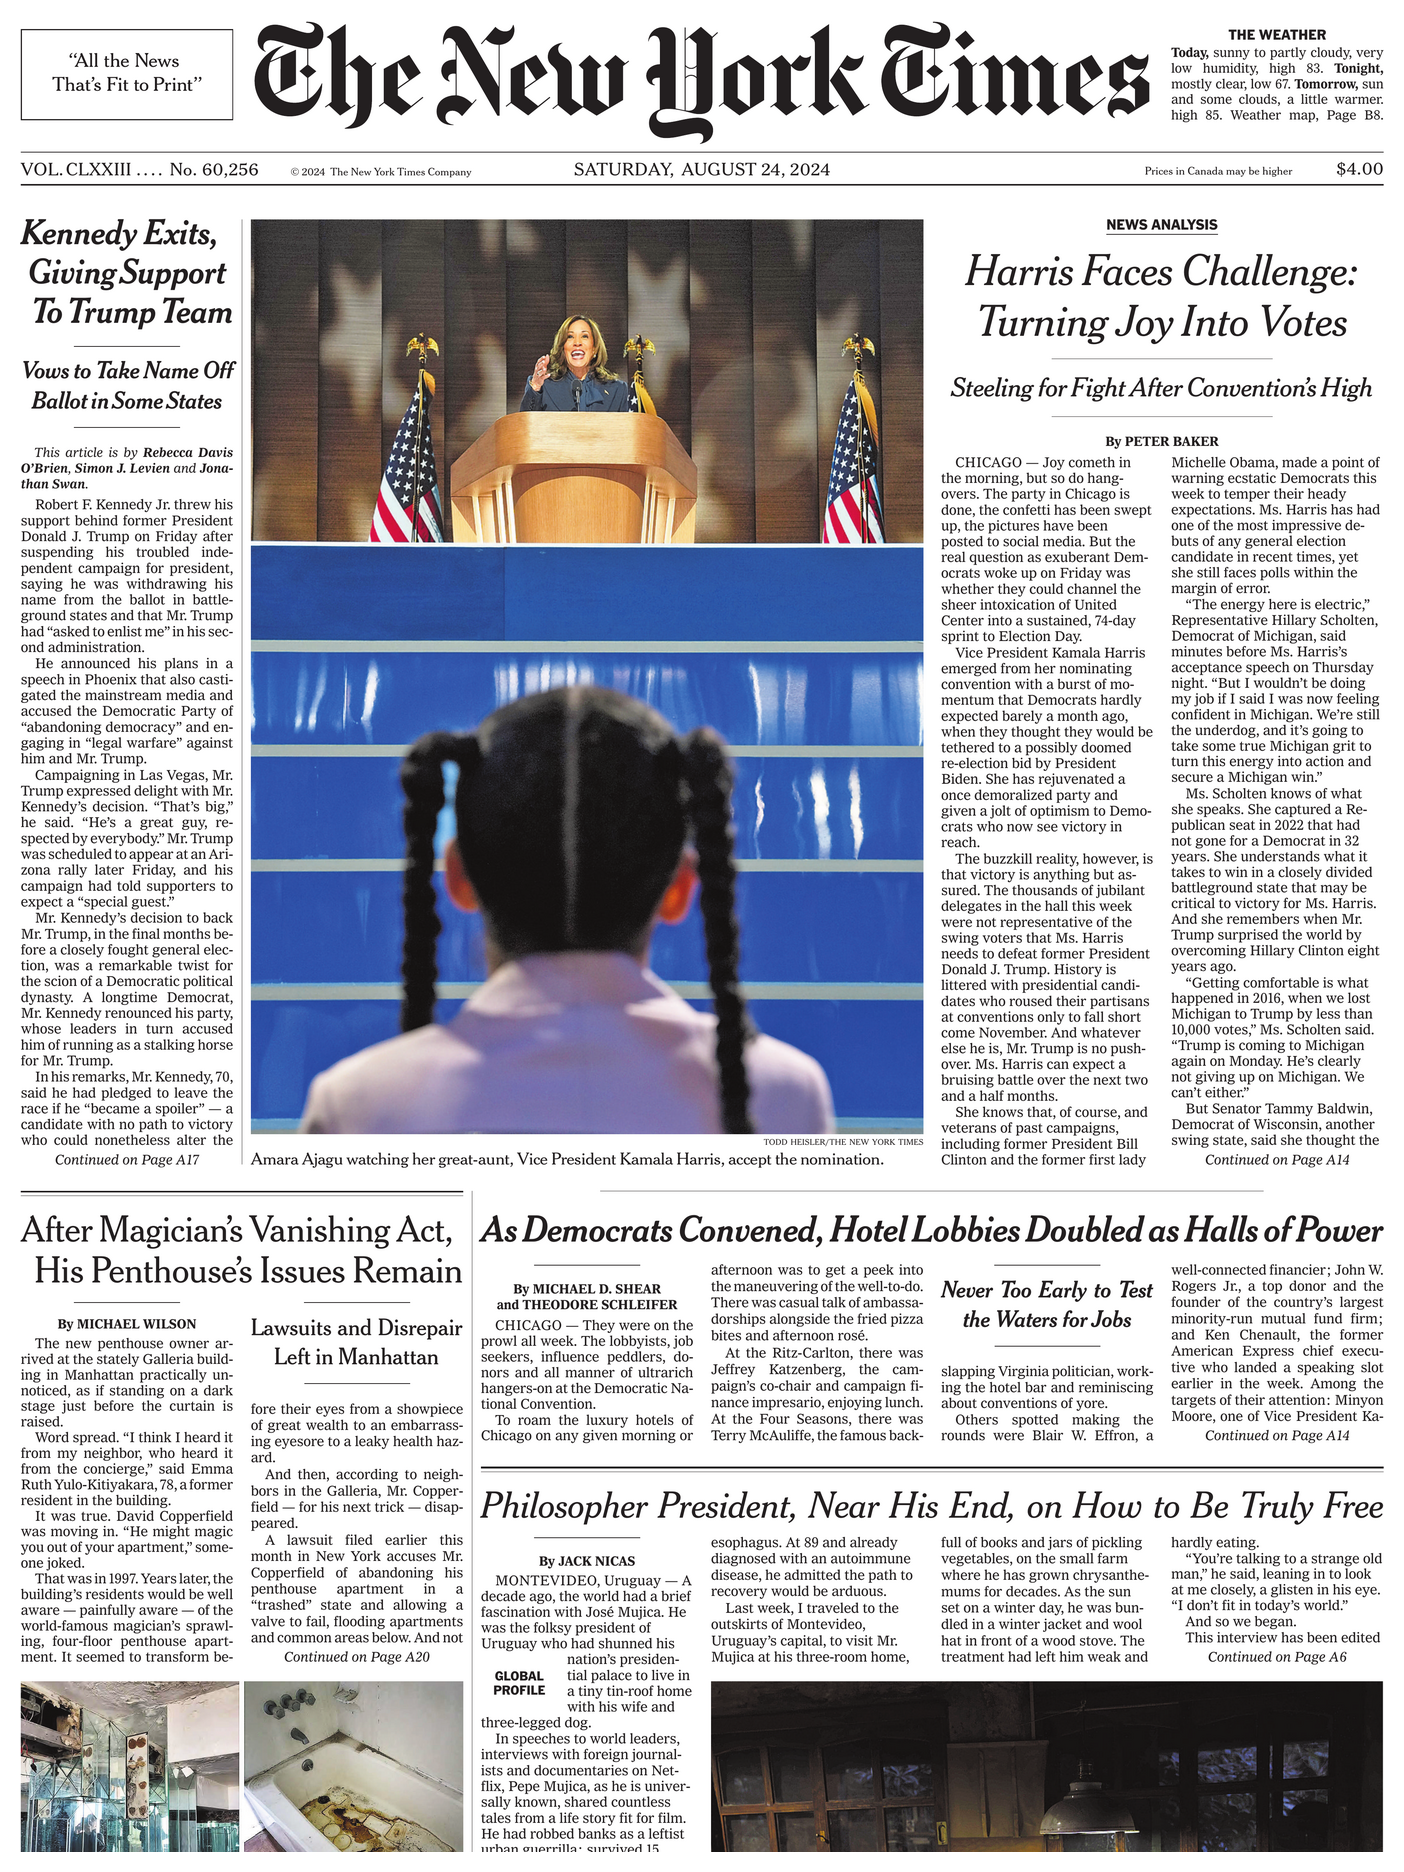 “All the News
That’s Fit to Print”
The New York Times
THE WEATHER
Today, sunny to partly cloudy, very
low humidity, high 83. Tonight,
mostly clear, low 67. Tomorrow, sun
and some clouds, a little warmer.
high 85. Weather map, Page B8.
VOL. CLXXIII .... No. 60,256
© 2024 The New York Times Company
SATURDAY, AUGUST 24, 2024
Prices in Canada may be higher
$4.00
Kennedy Exits,
Giving Support
To Trump Team
Vows to Take Name Off
Ballot in Some States
This article is by Rebecca Davis
O’Brien, Simon J. Levien and Jona-
than Swan.
Robert F. Kennedy Jr. threw his
support behind former President
Donald J. Trump on Friday after
suspending his troubled inde-
pendent campaign for president,
saying he was withdrawing his
name from the ballot in battle-
ground states and that Mr. Trump
had “asked to enlist me” in his sec-
ond administration.
He announced his plans in a
speech in Phoenix that also casti-
gated the mainstream media and
accused the Democratic Party of
“abandoning democracy” and en-
gaging in “legal warfare” against
him and Mr. Trump.
Campaigning in Las Vegas, Mr.
Trump expressed delight with Mr.
Kennedy’s decision. “That’s big,”
he said. “He’s a great guy, re-
spected by everybody.” Mr. Trump
was scheduled to appear at an Ari-
zona rally later Friday, and his
campaign had told supporters to
expect a “special guest.”
Mr. Kennedy’s decision to back
Mr. Trump, in the final months be-
fore a closely fought general elec-
tion, was a remarkable twist for
the scion of a Democratic political
dynasty. A longtime Democrat,
Mr. Kennedy renounced his party,
whose leaders in turn accused
him of running as a stalking horse
for Mr. Trump.
In his remarks, Mr. Kennedy, 70,
said he had pledged to leave the
race if he “became a spoiler” — a
candidate with no path to victory
who could nonetheless alter the
Continued on Page A17
TODD HEISLER/THE NEW YORK TIMES
Amara Ajagu watching her great-aunt, Vice President Kamala Harris, accept the nomination.
NEWS ANALYSIS
Harris Faces Challenge:
Turning Joy Into Votes
Steeling for Fight After Convention’s High
By PETER BAKER
CHICAGO — Joy cometh in
the morning, but so do hang-
overs. The party in Chicago is
done, the confetti has been swept
up, the pictures have been
posted to social media. But the
real question as exuberant Dem-
ocrats woke up on Friday was
whether they could channel the
sheer intoxication of United
Center into a sustained, 74-day
sprint to Election Day.
Vice President Kamala Harris
emerged from her nominating
convention with a burst of mo-
mentum that Democrats hardly
expected barely a month ago,
when they thought they would be
tethered to a possibly doomed
re-election bid by President
Biden. She has rejuvenated a
once demoralized party and
given a jolt of optimism to Demo-
crats who now see victory in
reach.
The buzzkill reality, however, is
that victory is anything but as-
sured. The thousands of jubilant
delegates in the hall this week
were not representative of the
swing voters that Ms. Harris
needs to defeat former President
Donald J. Trump. History is
littered with presidential candi-
dates who roused their partisans
at conventions only to fall short
come November. And whatever
else he is, Mr. Trump is no push-
over. Ms. Harris can expect a
bruising battle over the next two
and a half months.
She knows that, of course, and
veterans of past campaigns,
including former President Bill
Clinton and the former first lady
Michelle Obama, made a point of
warning ecstatic Democrats this
week to temper their heady
expectations. Ms. Harris has had
one of the most impressive de-
buts of any general election
candidate in recent times, yet
she still faces polls within the
margin of error.
“The energy here is electric,”
Representative Hillary Scholten,
Democrat of Michigan, said
minutes before Ms. Harris’s
acceptance speech on Thursday
night. “But I wouldn’t be doing
my job if I said I was now feeling
confident in Michigan. We’re still
the underdog, and it’s going to
take some true Michigan grit to
turn this energy into action and
secure a Michigan win.”
Ms. Scholten knows of what
she speaks. She captured a Re-
publican seat in 2022 that had
not gone for a Democrat in 32
years. She understands what it
takes to win in a closely divided
battleground state that may be
critical to victory for Ms. Harris.
And she remembers when Mr.
Trump surprised the world by
overcoming Hillary Clinton eight
years ago.
“Getting comfortable is what
happened in 2016, when we lost
Michigan to Trump by less than
10,000 votes,” Ms. Scholten said.
“Trump is coming to Michigan
again on Monday. He’s clearly
not giving up on Michigan. We
can’t either.”
But Senator Tammy Baldwin,
Democrat of Wisconsin, another
swing state, said she thought the
Continued on Page A14
After Magician’s Vanishing Act,
His Penthouse’s Issues Remain
By MICHAEL WILSON
The new penthouse owner ar-
rived at the stately Galleria build-
ing in Manhattan practically un-
noticed, as if standing on a dark
stage just before the curtain is
raised.
Word spread. “I think I heard it
from my neighbor, who heard it
from the concierge,” said Emma
Ruth Yulo-Kitiyakara, 78, a former
resident in the building.
It was true. David Copperfield
was moving in. “He might magic
you out of your apartment,” some-
one joked.
That was in 1997. Years later, the
building’s residents would be well
aware — painfully aware — of the
world-famous magician’s sprawl-
ing, four-floor penthouse apart-
ment. It seemed to transform be-
Lawsuits and Disrepair
Left in Manhattan
fore their eyes from a showpiece
of great wealth to an embarrass-
ing eyesore to a leaky health haz-
ard.
And then, according to neigh-
bors in the Galleria, Mr. Copper-
field — for his next trick — disap-
peared.
A lawsuit filed earlier this
month in New York accuses Mr.
Copperfield of abandoning his
penthouse apartment in a
“trashed” state and allowing a
valve to fail, flooding apartments
and common areas below. And not
Continued on Page A20
As Democrats Convened, Hotel Lobbies Doubled as Halls of Power
By MICHAEL D. SHEAR
and THEODORE SCHLEIFER
CHICAGO — They were on the
prowl all week. The lobbyists, job
seekers, influence peddlers, do-
nors and all manner of ultrarich
hangers-on at the Democratic Na-
tional Convention.
To roam the luxury hotels of
Chicago on any given morning or
afternoon was to get a peek into
the maneuvering of the well-to-do.
There was casual talk of ambassa-
dorships alongside the fried pizza
bites and afternoon rosé.
At the Ritz-Carlton, there was
Jeffrey Katzenberg, the cam-
paign’s co-chair and campaign fi-
nance impresario, enjoying lunch.
At the Four Seasons, there was
Terry McAuliffe, the famous back-
Never Too Early to Test
the Waters for Jobs
slapping Virginia politician, work-
ing the hotel bar and reminiscing
about conventions of yore.
Others spotted making the
rounds were Blair W. Effron, a
well-connected financier; John W.
Rogers Jr., a top donor and the
founder of the country’s largest
minority-run mutual fund firm;
and Ken Chenault, the former
American Express chief execu-
tive who landed a speaking slot
earlier in the week. Among the
targets of their attention: Minyon
Moore, one of Vice President Ka-
Continued on Page A14
Philosopher President, Near His End, on How to Be Truly Free
By JACK NICAS
MONTEVIDEO, Uruguay — A
decade ago, the world had a brief
fascination with José Mujica. He
was the folksy president of
Uruguay who had shunned his
nation’s presiden-
tial palace to live in
a tiny tin-roof home
with his wife and
three-legged dog.
GLOBAL
PROFILE
In speeches to world leaders,
interviews with foreign journal-
ists and documentaries on Net-
flix, Pepe Mujica, as he is univer-
sally known, shared countless
tales from a life story fit for film.
He had robbed banks as a leftist
urban guerrilla; survived 15
esophagus. At 89 and already
diagnosed with an autoimmune
disease, he admitted the path to
recovery would be arduous.
Last week, I traveled to the
outskirts of Montevideo,
Uruguay’s capital, to visit Mr.
Mujica at his three-room home,
full of books and jars of pickling
vegetables, on the small farm
where he has grown chrysanthe-
mums for decades. As the sun
set on a winter day, he was bun-
dled in a winter jacket and wool
hat in front of a wood stove. The
treatment had left him weak and
hardly eating.
“You’re talking to a strange old
man,” he said, leaning in to look
at me closely, a glisten in his eye.
“I don’t fit in today’s world.”
And so we began.
This interview has been edited
Continued on Page A6